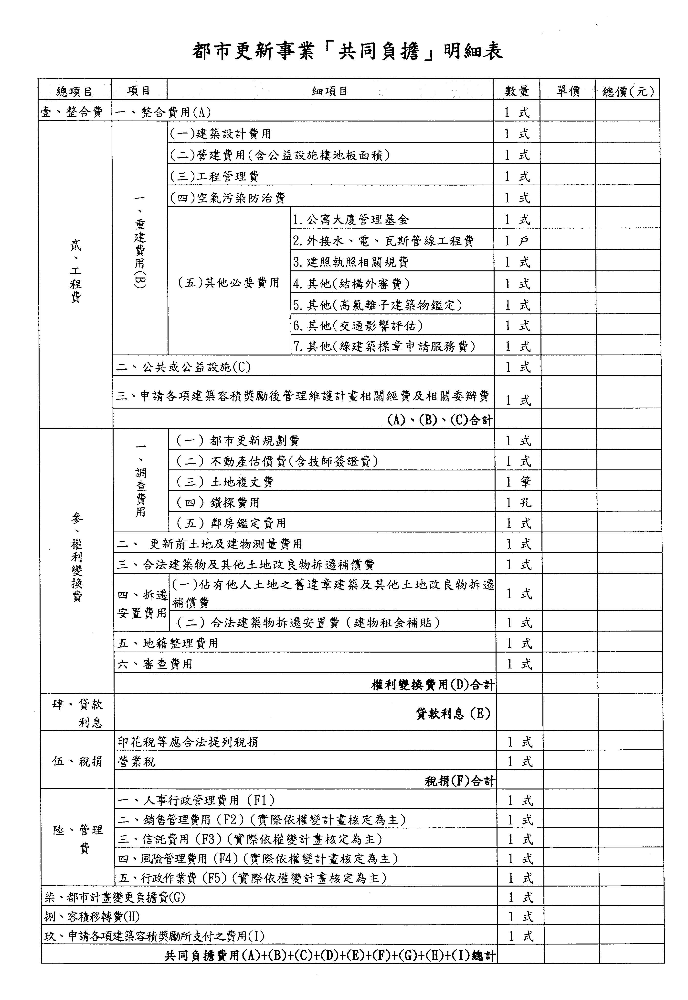 都市更新事業「共同負擔」明細表
總項目 項目 細項目 數量 單價 總價(元)
壹、整合費 一、整合費用(A) 1 式
貳、工程費
一、重建費用(B)
(一)建築設計費用 1 式
(二)營建費用(含公益設施樓地板面積) 1 式
(三)工程管理費 1 式
(四)空氣污染防治費 1 式
(五)其他必要費用
1.公寓大廈管理基金 1 式
2.外接水、電、瓦斯管線工程費 1 戶
3.建照執照相關規費 1 式
4.其他(結構外審費) 1 式
5.其他(高氯離子建築物鑑定) 1 式
6.其他(交通影響評估) 1 式
7.其他(綠建築標章申請服務費) 1 式
二、公共或公益設施(C) 1 式
三、申請各項建築容積獎勵後管理維護計畫相關經費及相關委辦費 1 式
(A)、(B)、(C)合計
參、權利變換費
一、調查費用
(一) 都市更新規劃費 1 式
(二) 不動產估價費(含技師簽證費) 1 式
(三) 土地複丈費 1 筆
(四) 鑽探費用 1 孔
(五) 鄰房鑑定費用 1 式
二、 更新前土地及建物測量費用 1 式
三、合法建築物及其他土地改良物拆遷補償費 1 式
四、拆遷
安置費用
(一)佔有他人土地之舊違章建築及其他土地改良物拆遷
補償費 1 式
(二) 合法建築物拆遷安置費 (建物租金補貼) 1 式
五、地籍整理費用 1 式
六、審查費用 1 式
權利變換費用(D)合計
肆、貸款
利息
貸款利息 (E)
伍、稅捐
印花稅等應合法提列稅捐 1 式
營業稅 1 式
稅捐(F)合計
陸、管理
費
一、人事行政管理費用 (F1) 1 式
二、銷售管理費用 (F2) (實際依權變計畫核定為主) 1 式
三、信託費用 (F3) (實際依權變計畫核定為主) 1 式
四、風險管理費用 (F4) (實際依權變計畫核定為主) 1 式
五、行政作業費 (F5) (實際依權變計畫核定為主) 1 式
柒、都市計畫變更負擔費(G) 1 式
捌、容積移轉費(H) 1 式
玖、申請各項建築容積獎勵所支付之費用(I) 1 式
共同負擔費用(A)+(B)+(C)+(D)+(E)+(F)+(G)+(H)+(I)總計